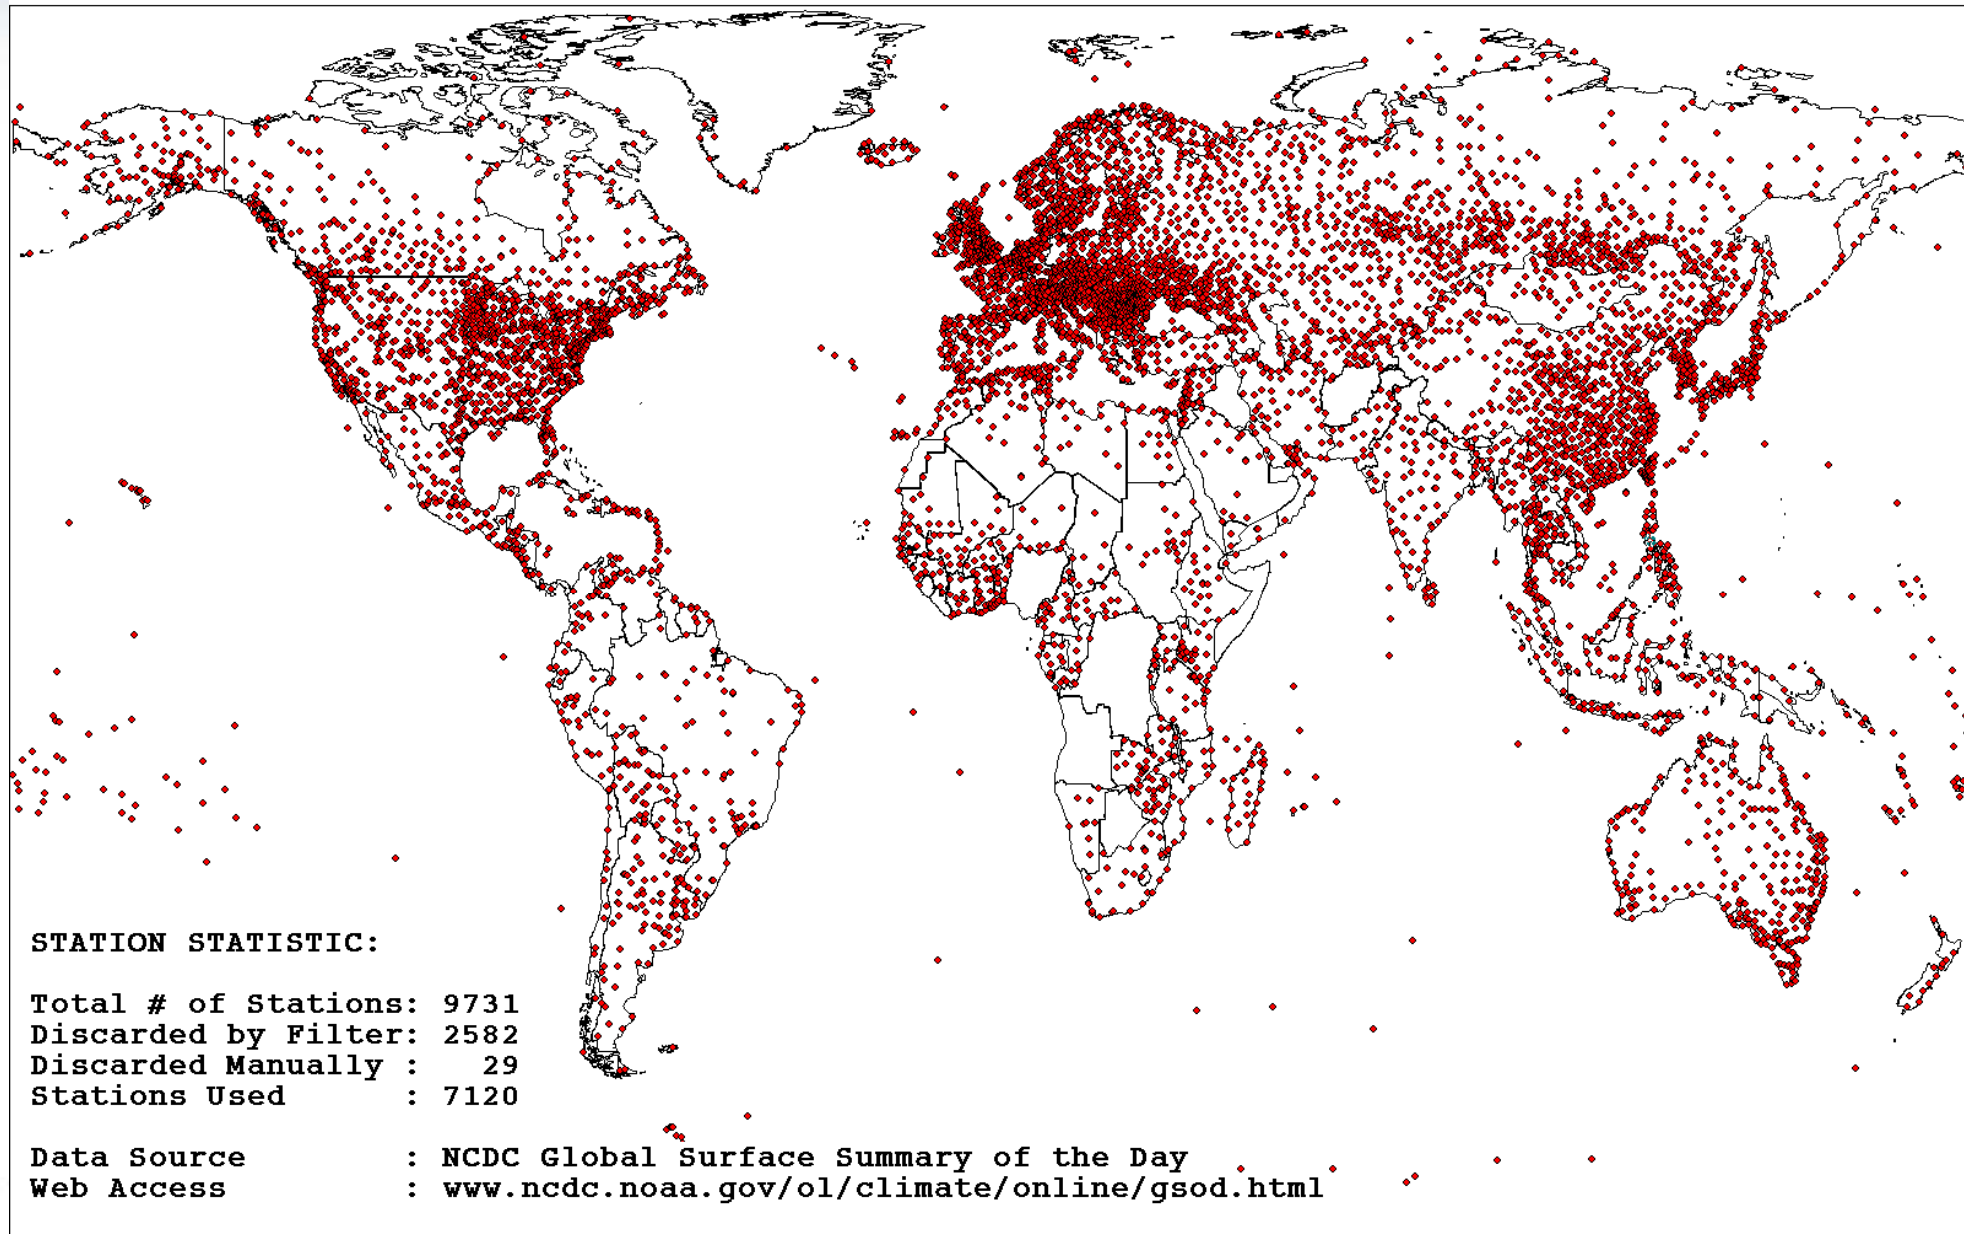 STATION STATISTIC:
Total # of Stations: 9731
Discarded by Filter: 2582
Discarded Manually : 29
Stations Used : 7120
Data Source : NCDC Global Surface Summary of the Day
Web Access : www.ncdc.noaa.gov/ol/climate/online/gsod.html